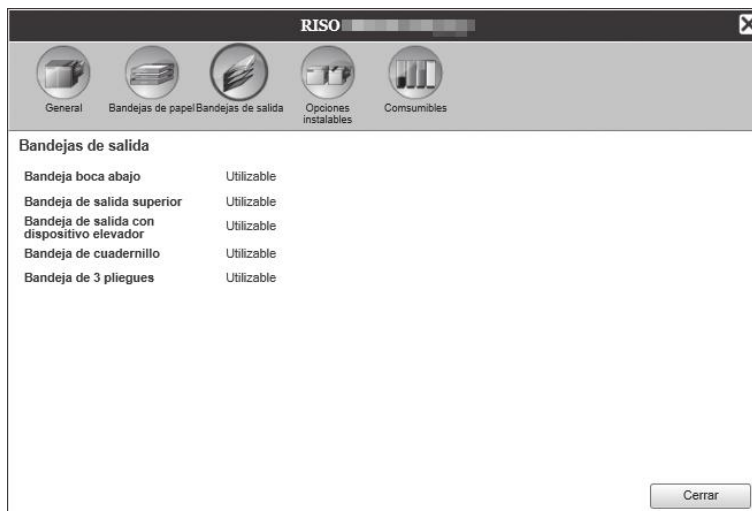 RISO
General
Bandejas de papel
Bandejas de salida
Opciones
instalables
Comsumibles
Bandejas de salida
Bandeja boca abajo Utilizable
Bandeja de salida superior Utilizable
Bandeja de salida con
dispositivo elevador Utilizable
Bandeja de cuadernillo Utilizable
Bandeja de 3 pliegues Utilizable
Cerrar